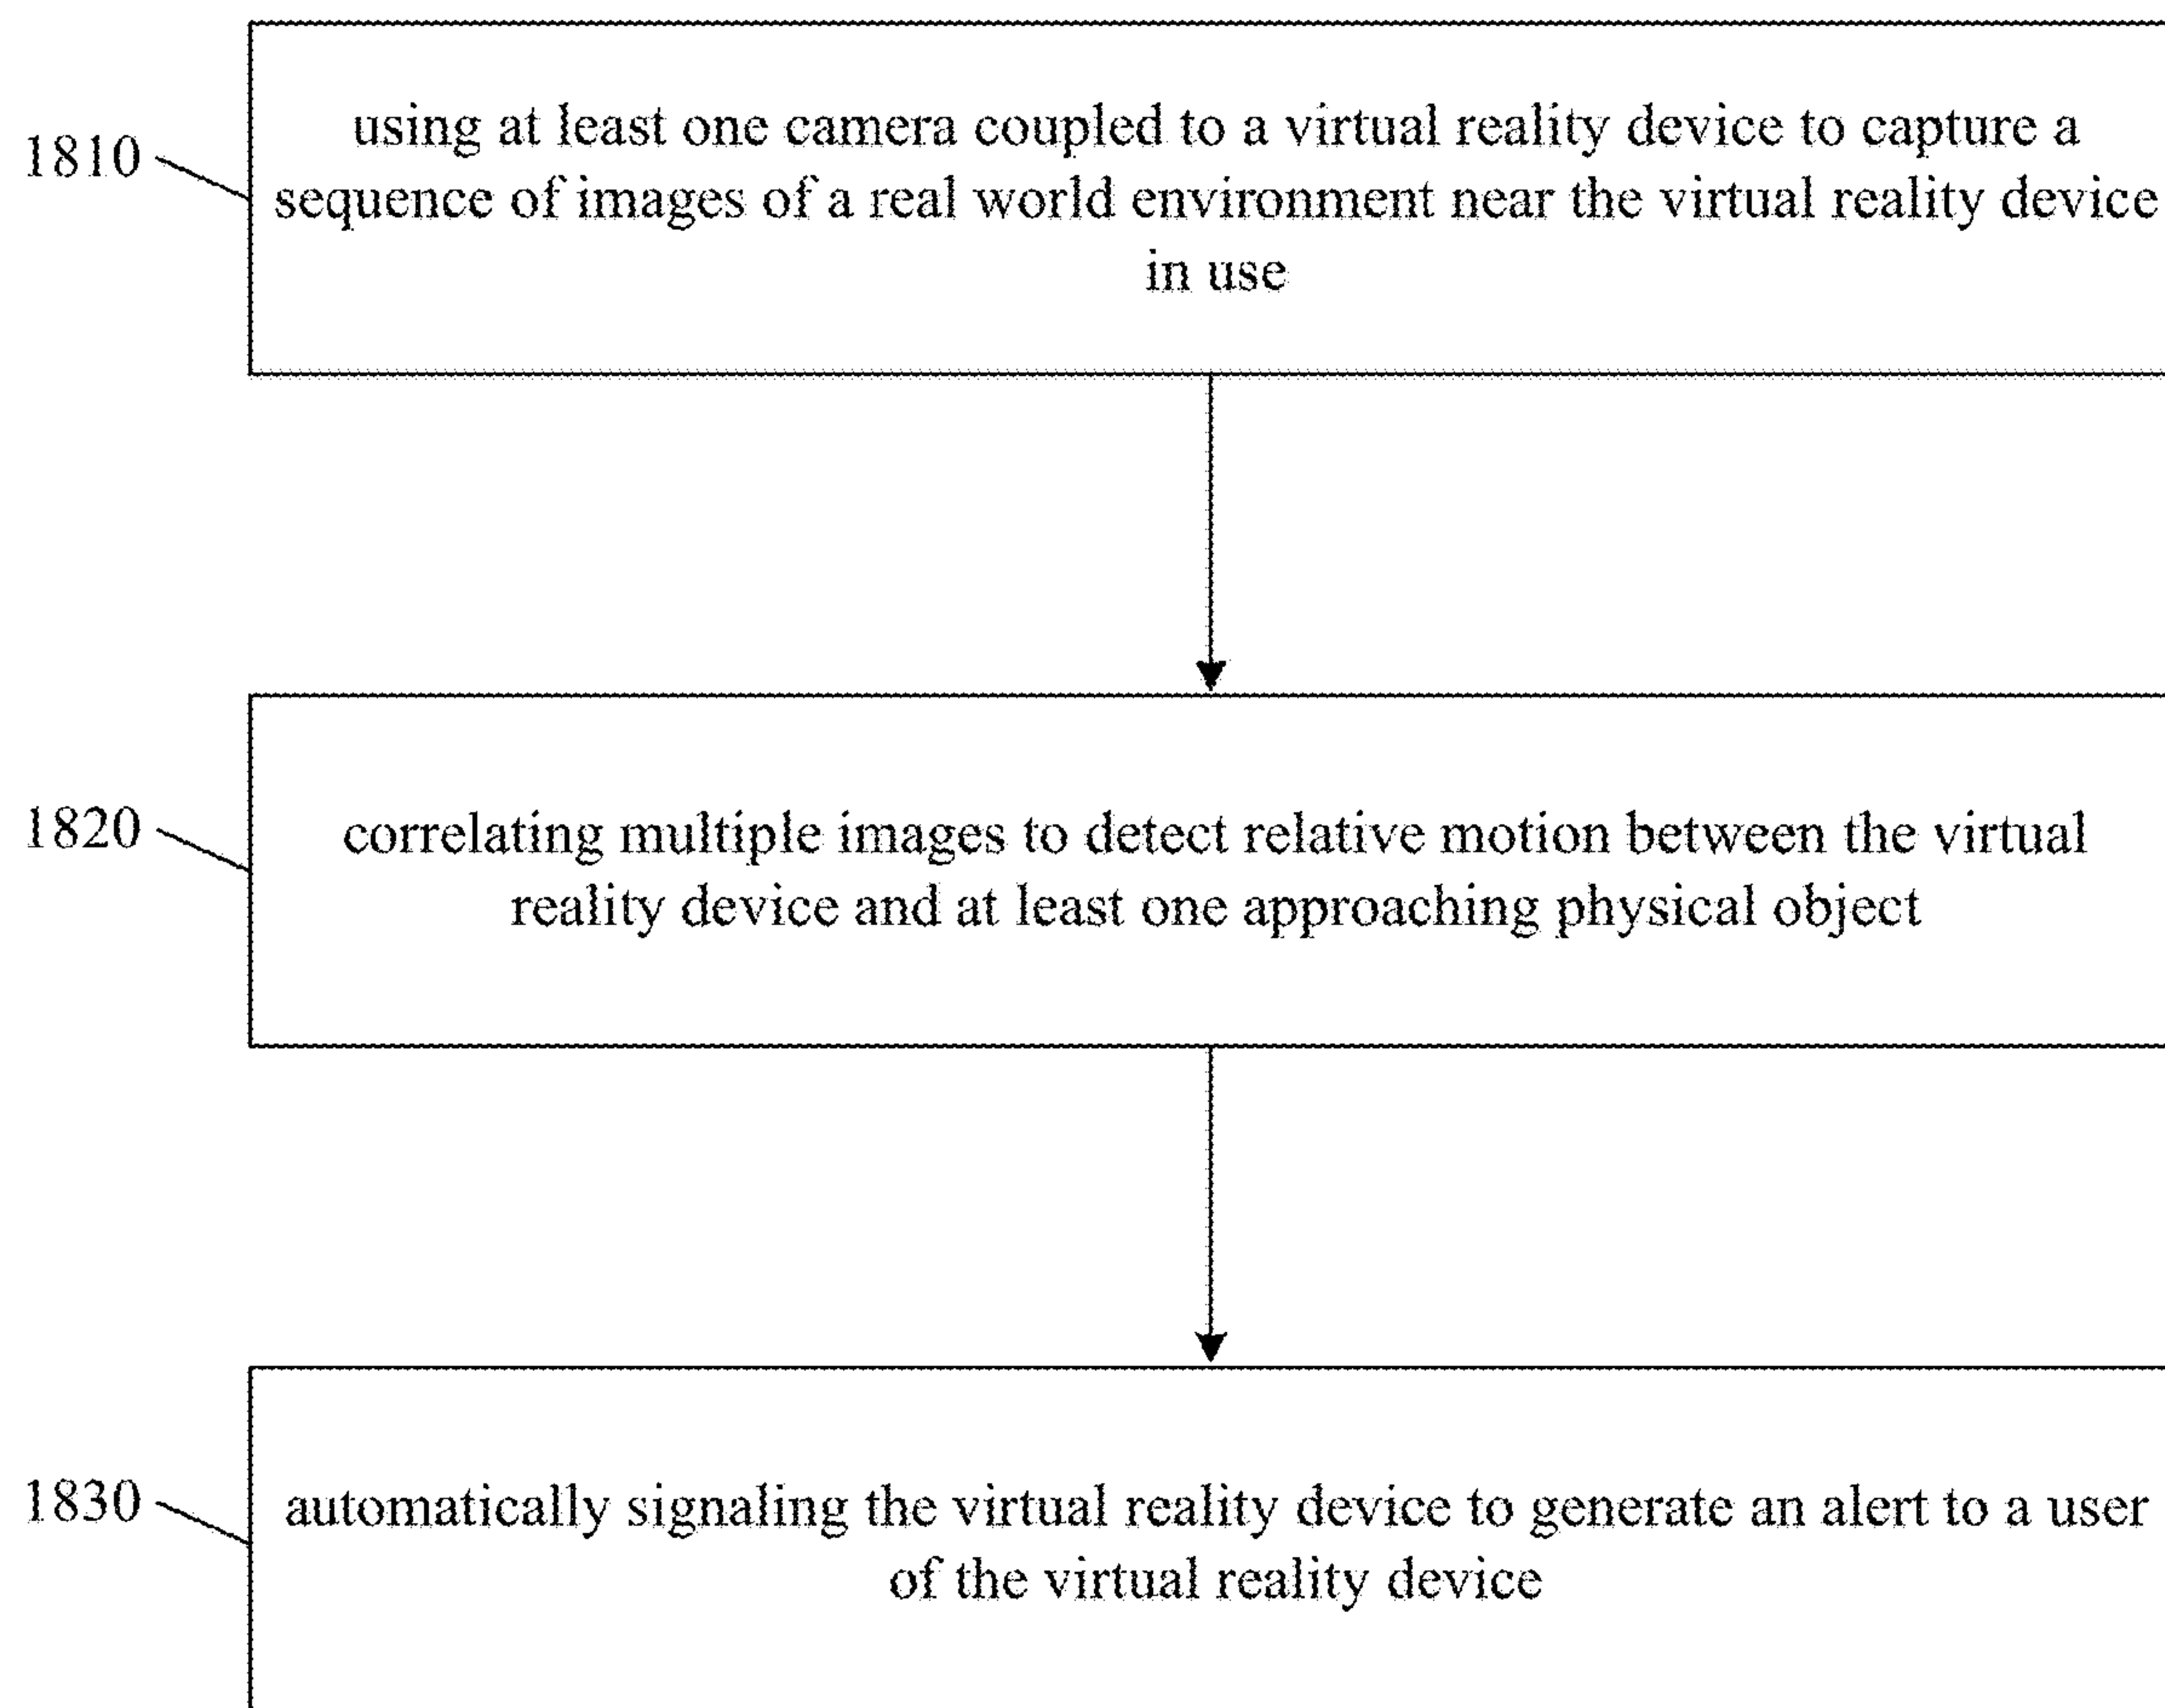 using at least one camera coupled to a virtual reality device to capture a
1810
sequence of images of a real world environment near the virtual reality device
in use
1820
correlating multiple images to detect relative motion between the virtual
reality device and at least one approaching physical object
1830
automatically signaling the virtual reality device to generate an alert to a user
of the virtual reality device